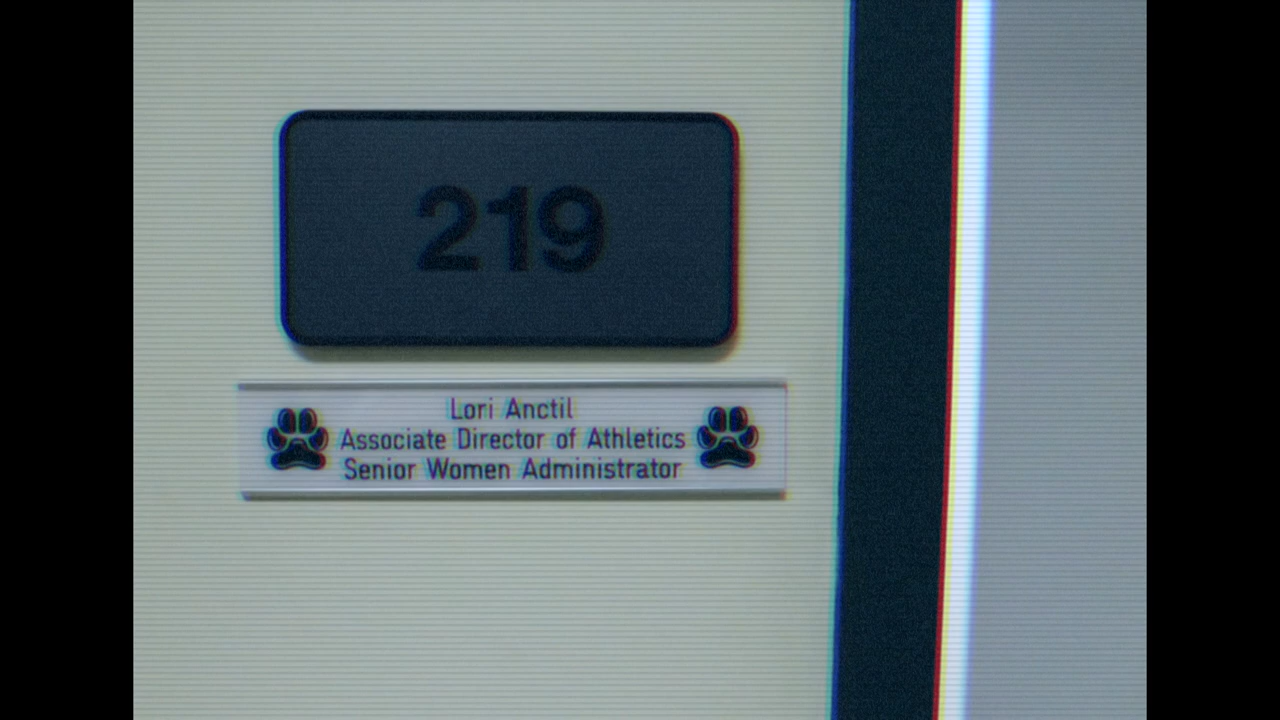 219
Lori Anctil
Associate Director of Athletics
Senior Women Administrator